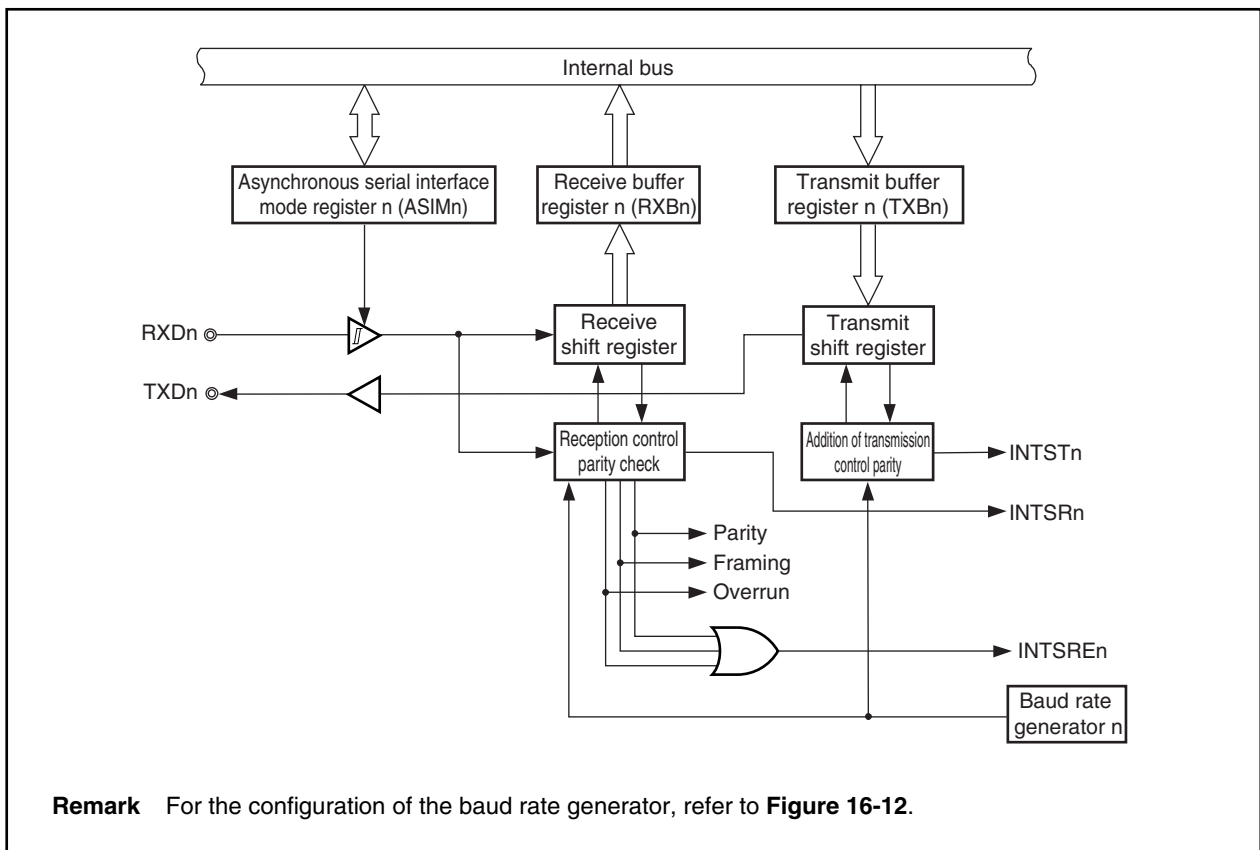 Internal bus
Asynchronous serial interface
mode register n (ASIMn)
Receive buffer
register n (RXBn)
Transmit buffer
register n (TXBn)
RXDn
Receive
shift register
Transmit
shift register
TXDn
Reception control
parity check
Addition of transmission
control parity
INTSTn
INTSRn
Parity
Framing
Overrun
INTSREn
Baud rate
generator n
Remark For the configuration of the baud rate generator, refer to Figure 16-12.